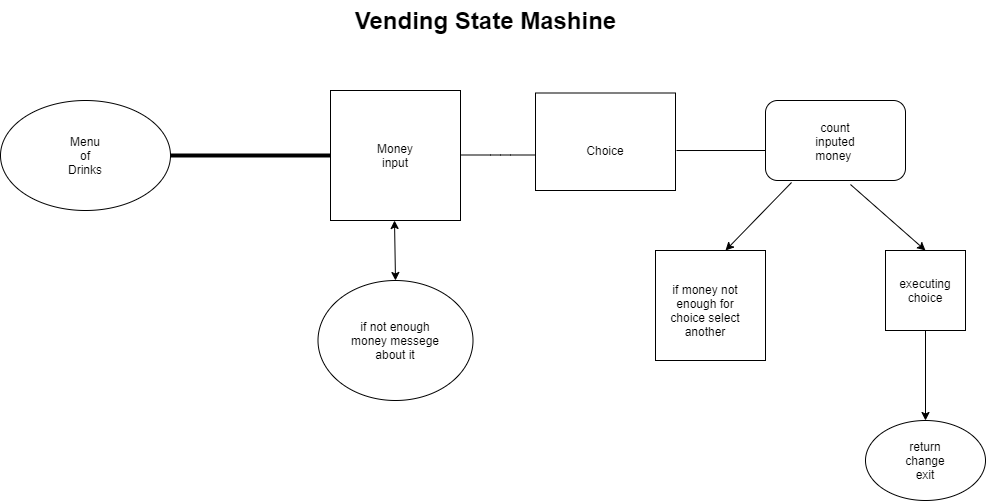 Vending State Mashine
Menu
of
Drinks
Money
input
Choice
count
inputed
money
if not enough
money messege
about it
if money not
enough for
choice select
another
executing
choice
return
change
exit